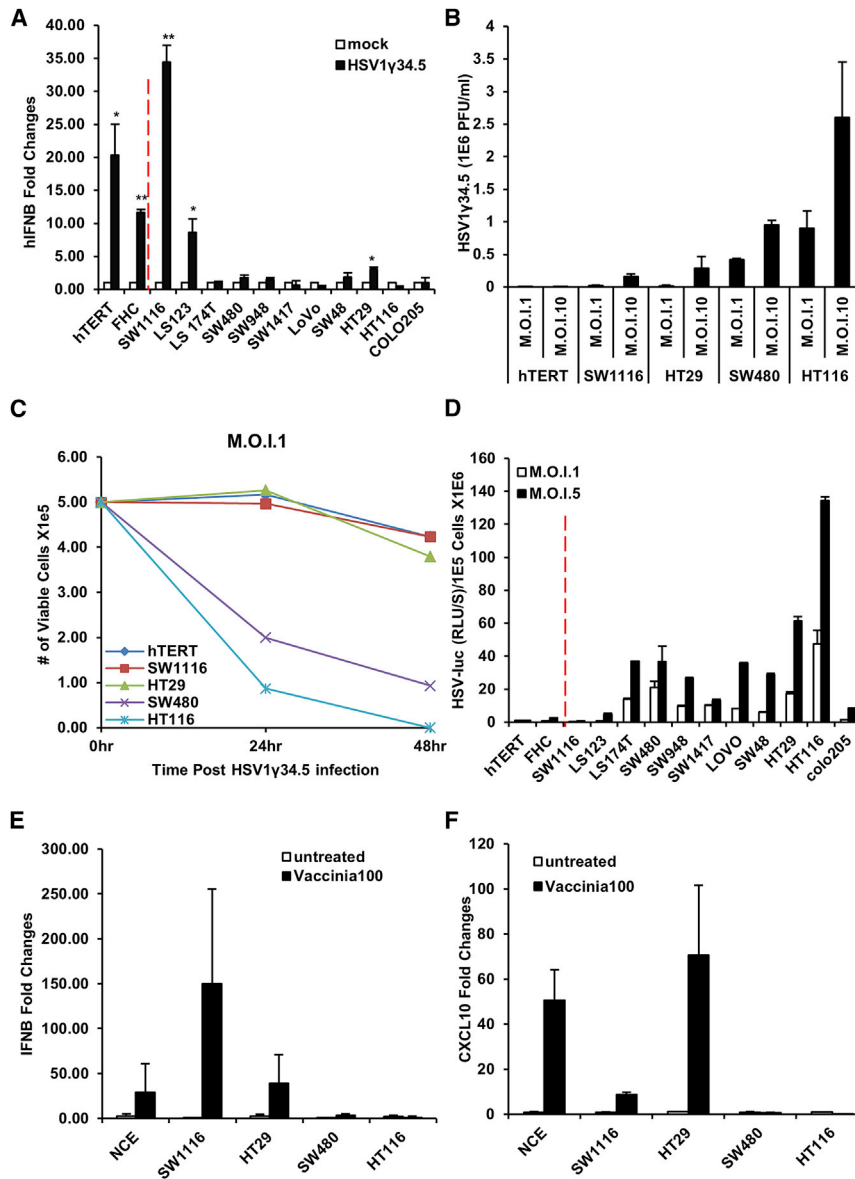 A
hIFNB Fold Changes
40.00
35.00
30.00
25.00
20.00
15.00
10.00
5.00
0.00
mock
HSV1γ34.5
*
**
**
*
*
hTERT
FHC
SW1116
LS123
LS 174T
SW480
SW948
SW1417
LoVo
SW48
HT29
HT116
COLO205
B
HSV1γ34.5 (1E6 PFU/ml)
4
3.5
3
2.5
2
1.5
1
0.5
0
M.O.I.1
M.O.I.10
M.O.I.1
M.O.I.10
M.O.I.1
M.O.I.10
M.O.I.1
M.O.I.10
M.O.I.1
M.O.I.10
hTERT
SW1116
HT29
SW480
HT116
C
M.O.I.1
# of Viable Cells X1e5
6.00
5.00
4.00
3.00
2.00
1.00
0.00
hTERT
SW1116
HT29
SW480
HT116
0hr
24hr
48hr
Time Post HSV1γ34.5 infection
D
HSV-luc (RLU/S)/1E5 Cells X1E6
160
140
120
100
80
60
40
20
0
M.O.I.1
M.O.I.5
hTERT
FHC
SW1116
LS123
LS174T
SW480
SW948
SW1417
LOVO
SW48
HT29
HT116
colo205
E
IFNB Fold Changes
300.00
250.00
200.00
150.00
100.00
50.00
0.00
untreated
Vaccinia100
NCE
SW1116
HT29
SW480
HT116
F
CXCL10 Fold Changes
120
100
80
60
40
20
0
untreated
Vaccinia100
NCE
SW1116
HT29
SW480
HT116